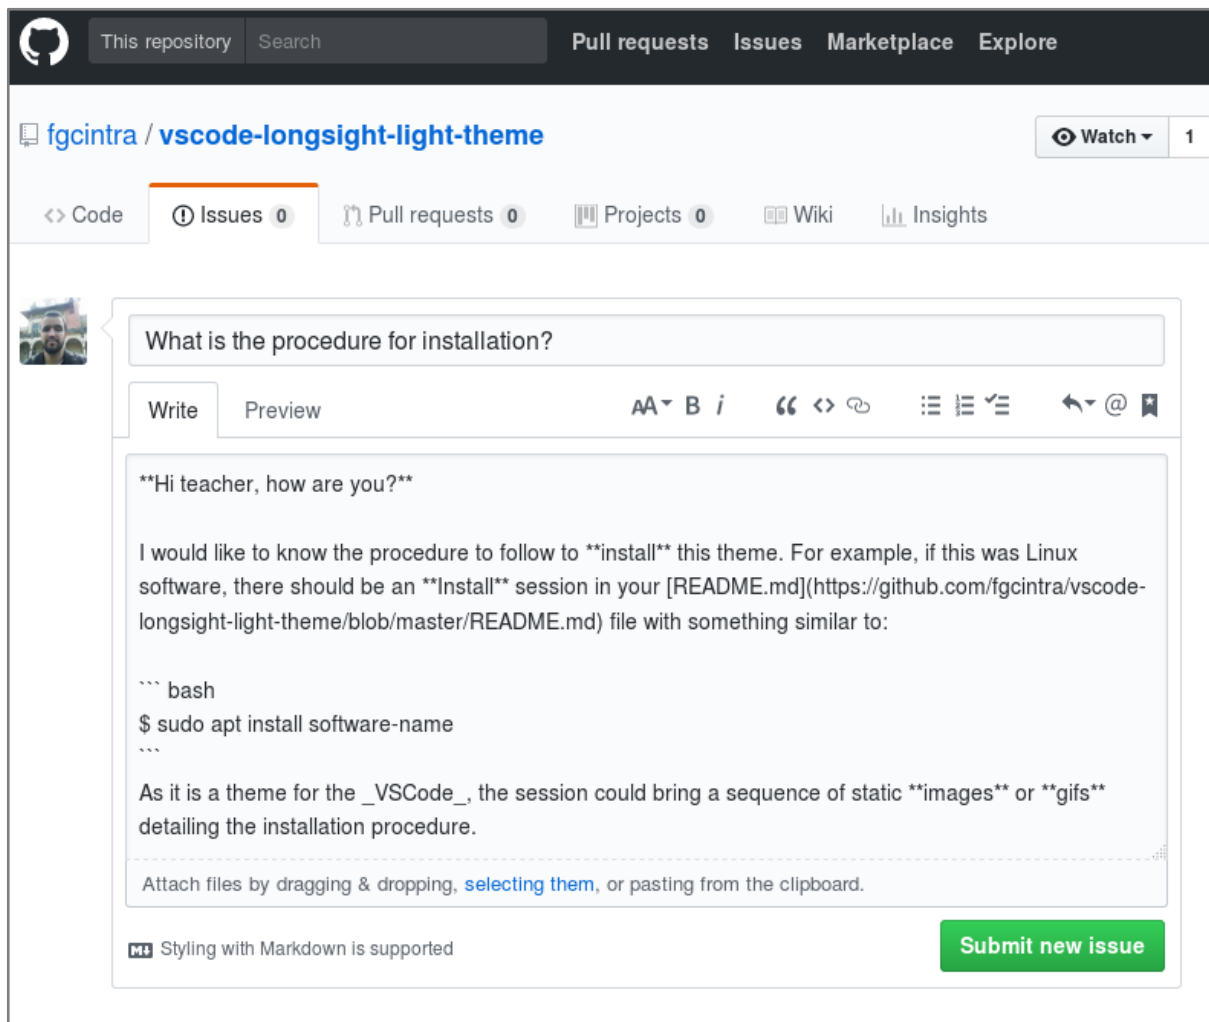 This repository Search Pull requests Issues Marketplace Explore
fgcintra / vscode-longsight-light-theme Watch 1
Code Issues 0 Pull requests 0 Projects 0 Wiki Insights
What is the procedure for installation?
Write Preview AA B i @
**Hi teacher, how are you?**
I would like to know the procedure to follow to **install** this theme. For example, if this was Linux
software, there should be an **Install** session in your [README.md](https://github.com/fgcintra/vscode-
longsight-light-theme/blob/master/README.md) file with something similar to:
``` bash
$ sudo apt install software-name
```
As it is a theme for the _VSCode_, the session could bring a sequence of static **images** or **gifs**
detailing the installation procedure.
Attach files by dragging & dropping, selecting them, or pasting from the clipboard.
Styling with Markdown is supported Submit new issue